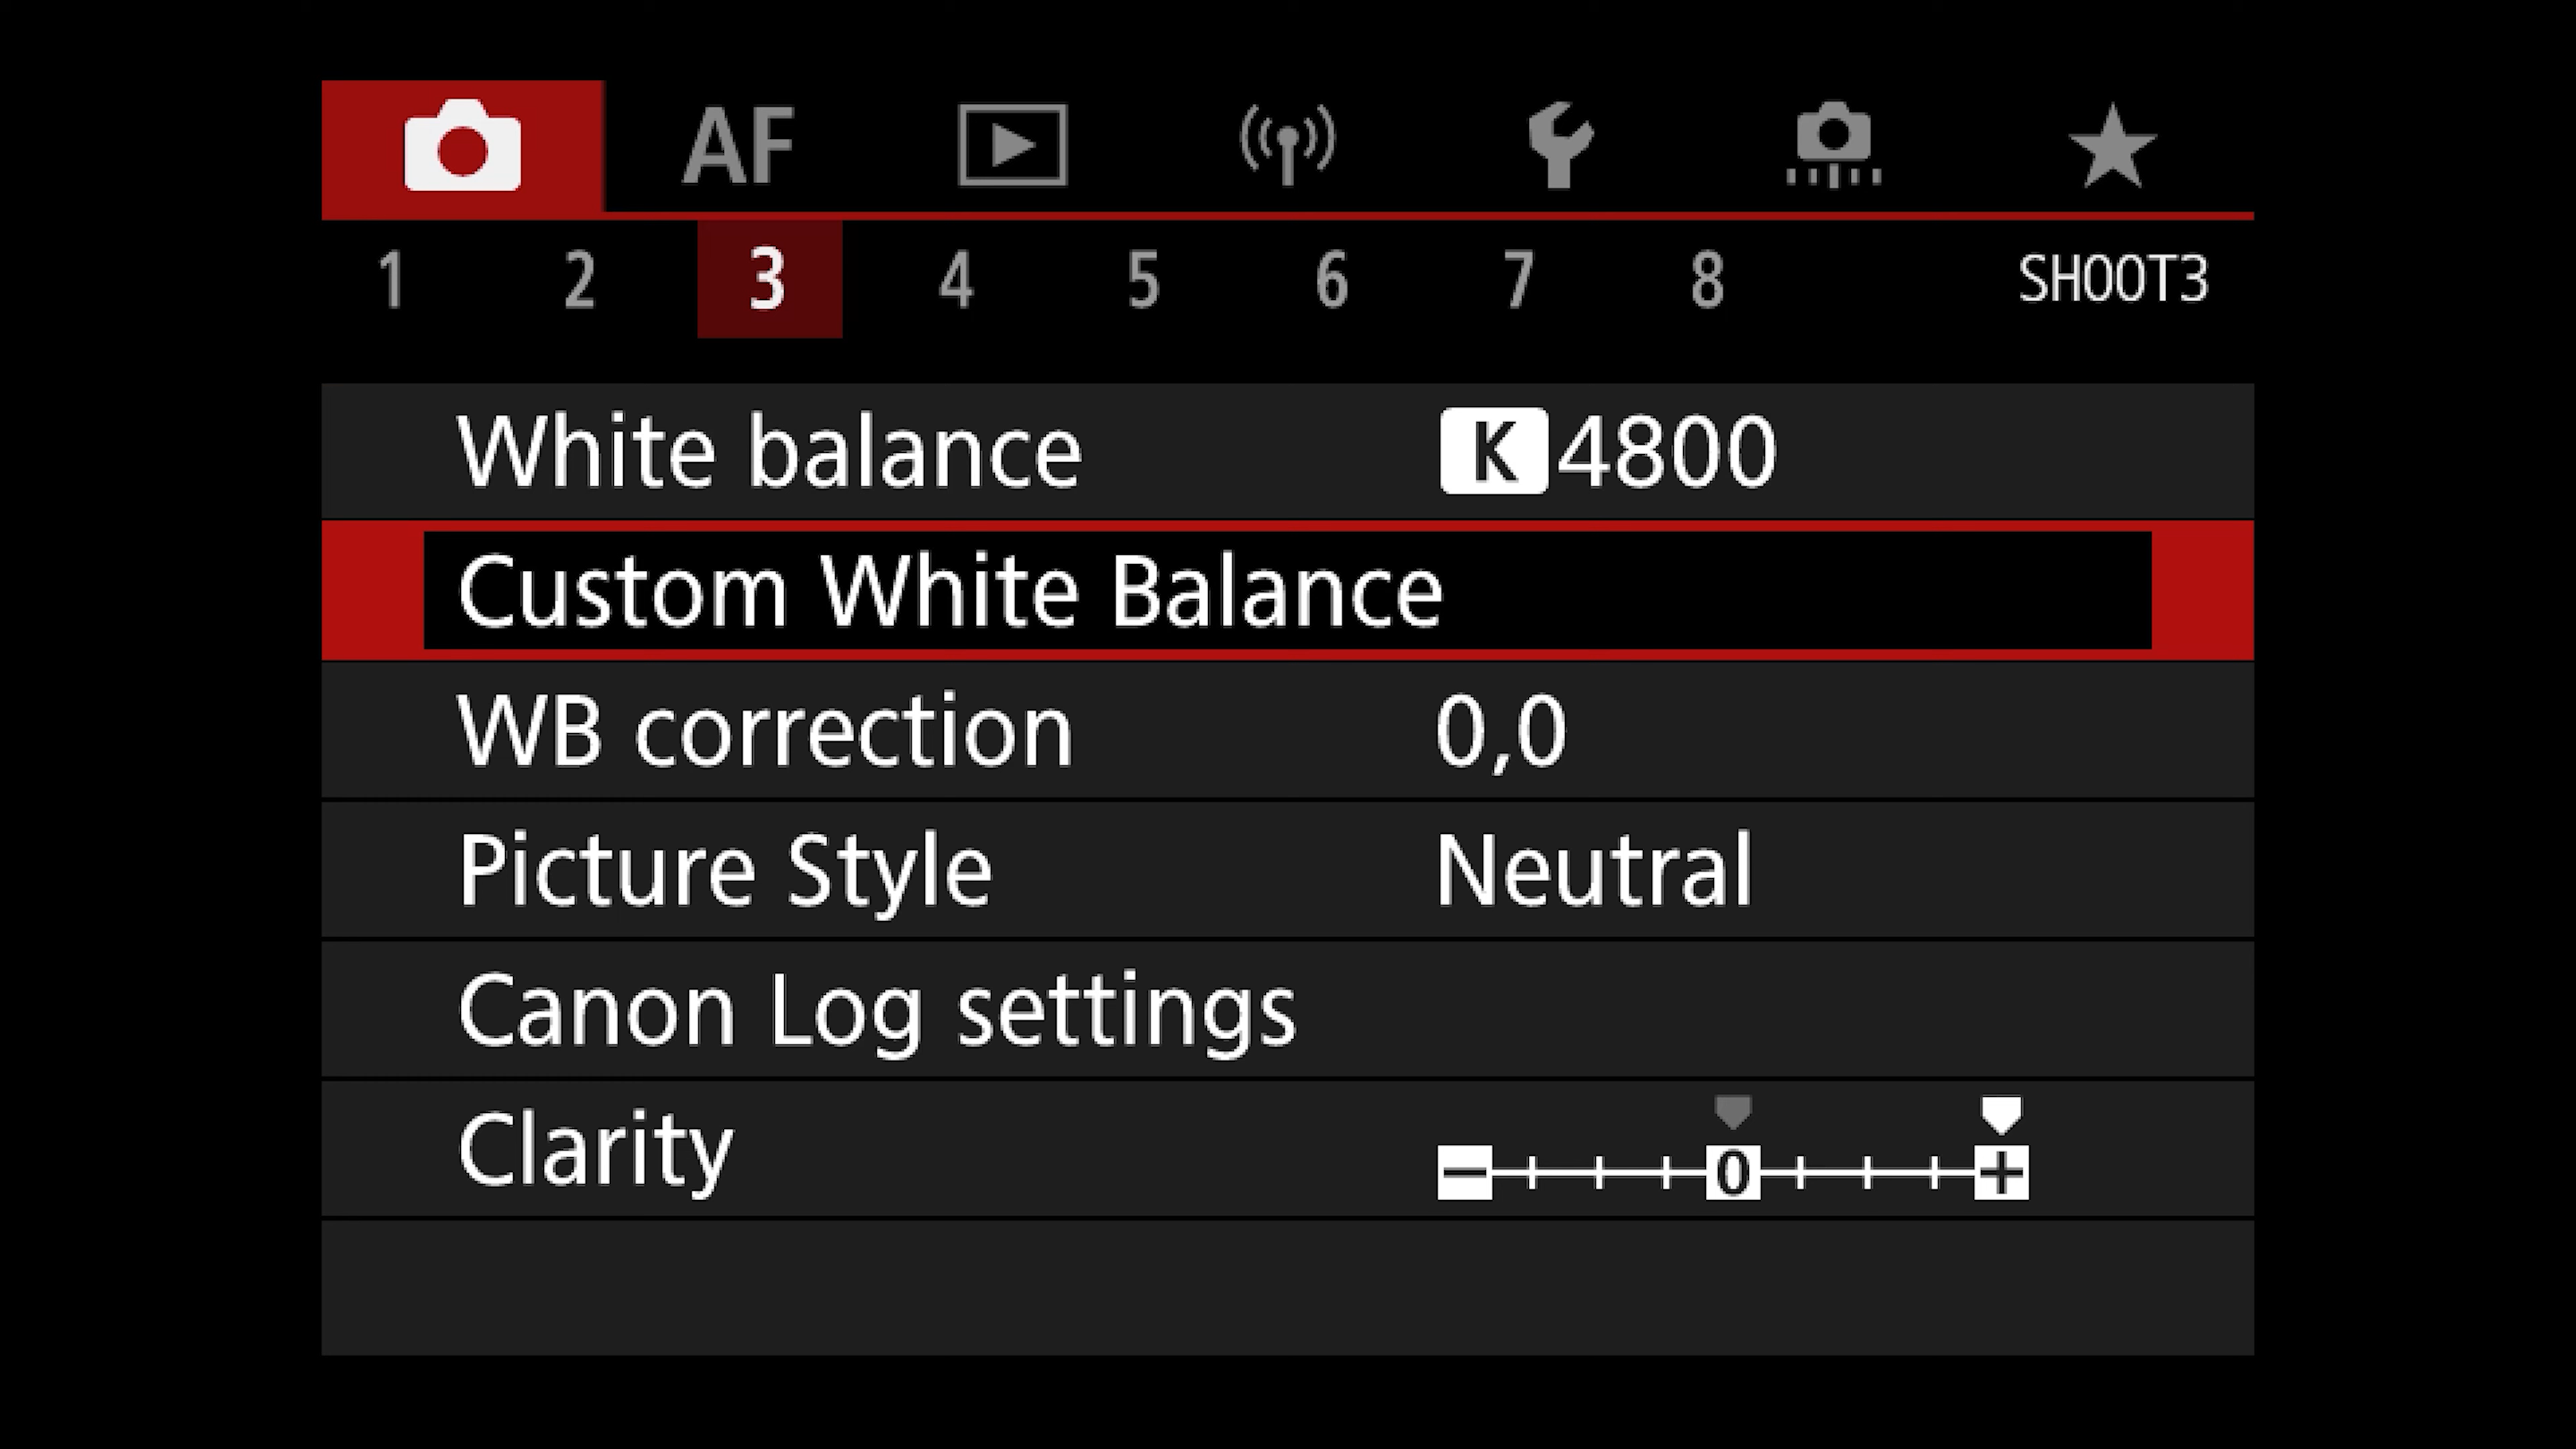 AF
1 2 3 4 5 6 7 8 SHOOT3
White balance K 4800
Custom White Balance
WB correction 0,0
Picture Style Neutral
Canon Log settings
Clarity - 0 +